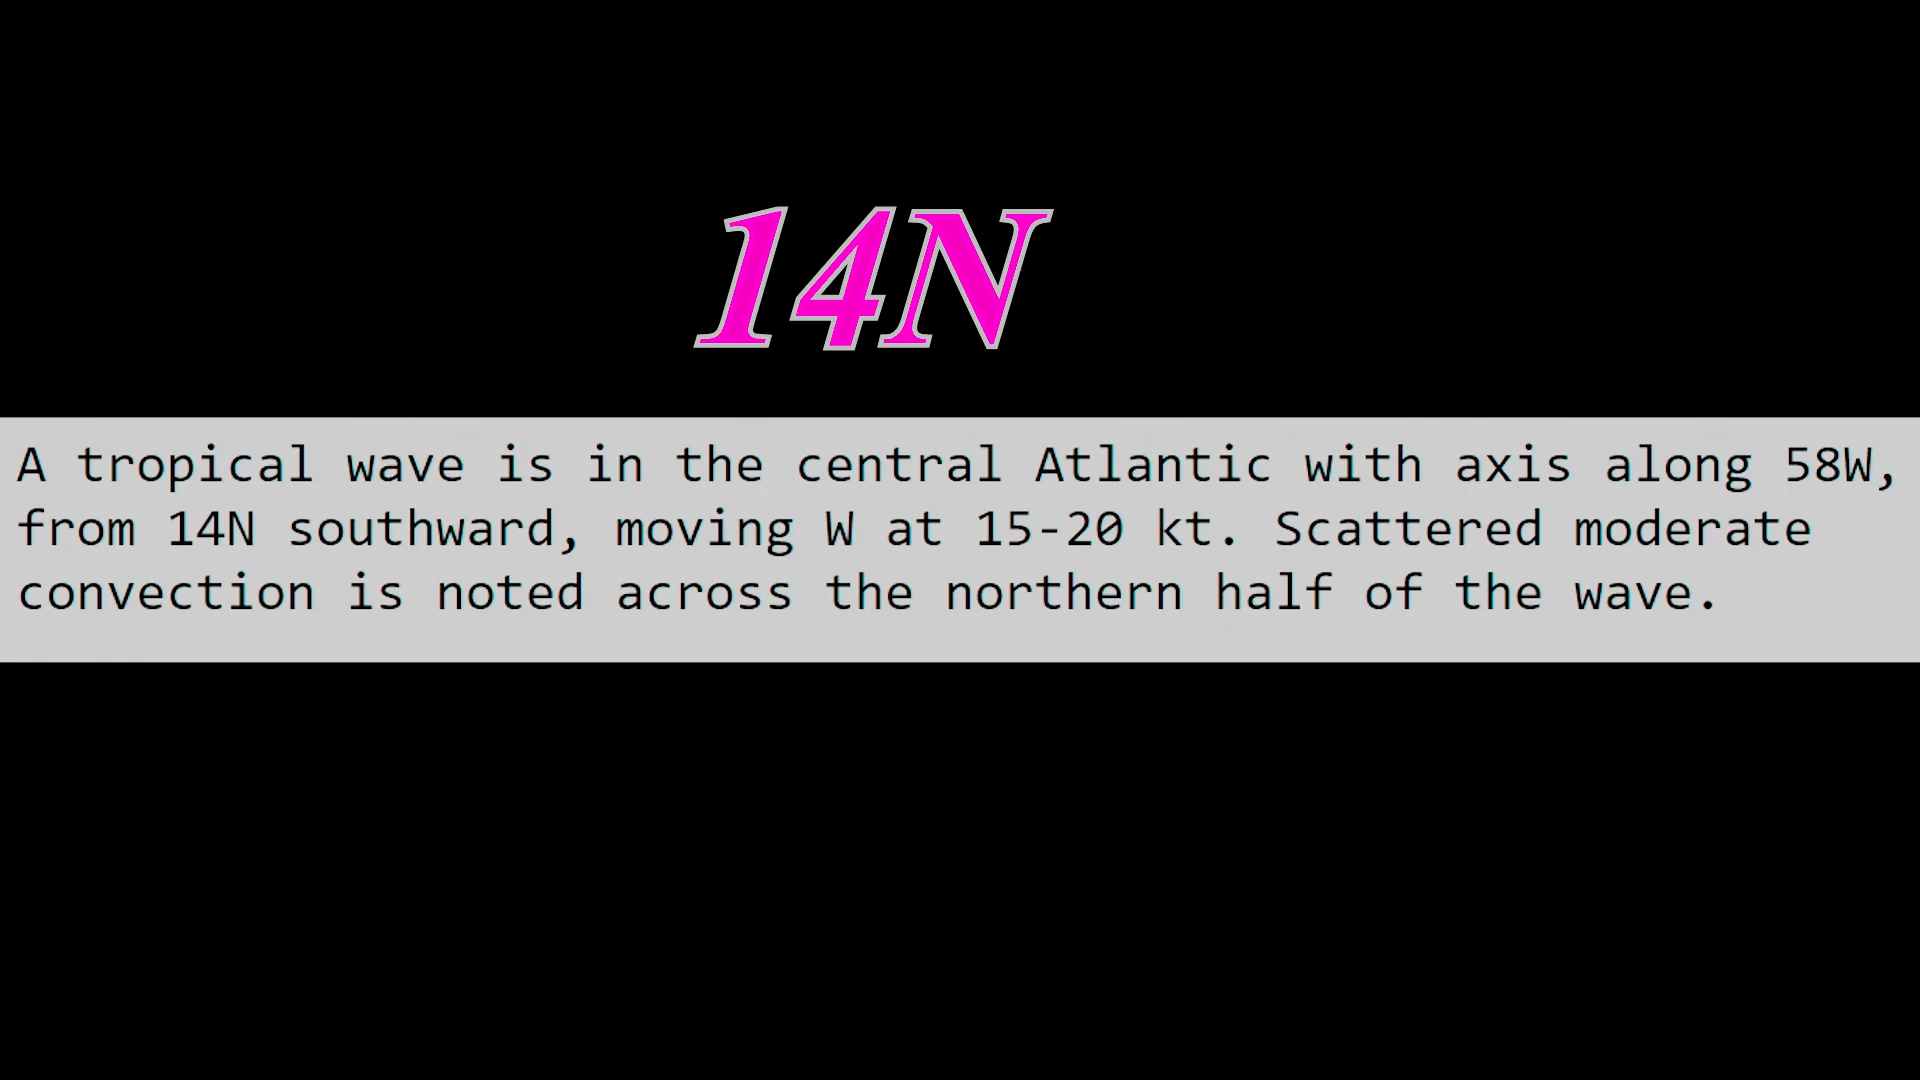 14N
A tropical wave is in the central Atlantic with axis along 58W,
from 14N southward, moving W at 15-20 kt. Scattered moderate
convection is noted across the northern half of the wave.